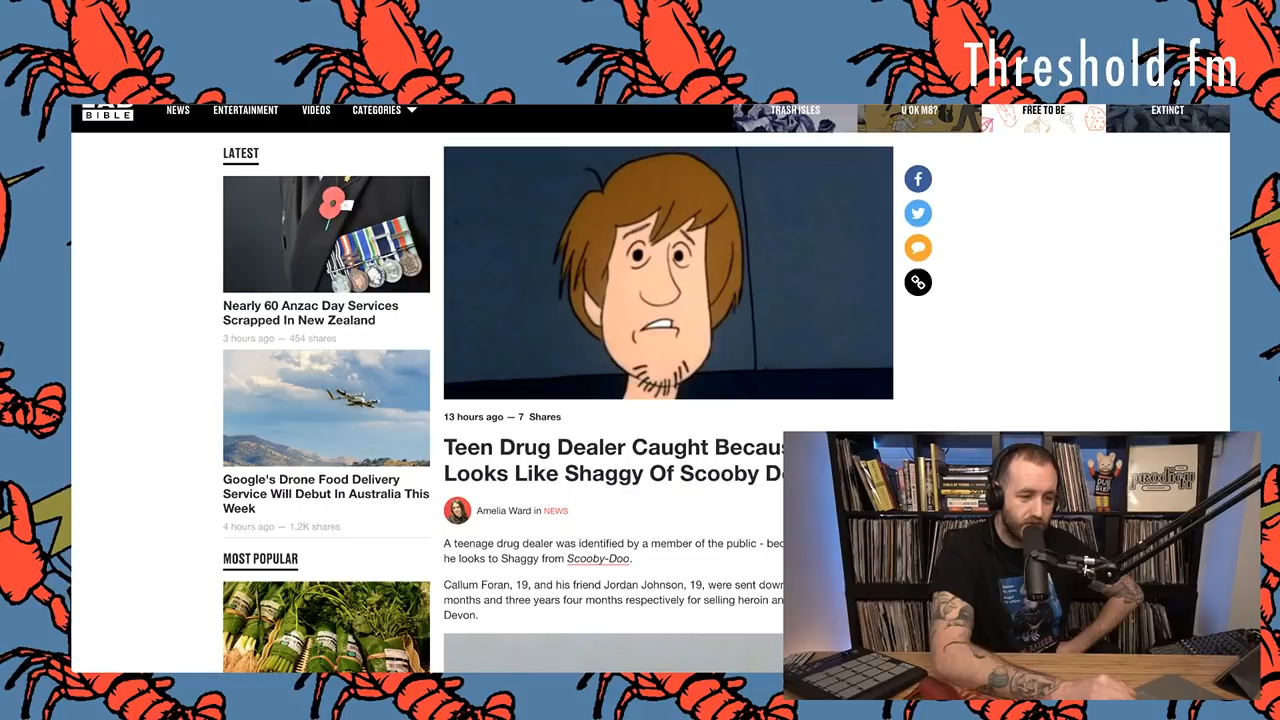 Threshold.fm
LAD
BIBLE
NEWS ENTERTAINMENT VIDEOS CATEGORIES
TRASH ISLES U OK M8? FREE TO BE EXTINCT
LATEST
Nearly 60 Anzac Day Services
Scrapped In New Zealand
3 hours ago — 454 shares
Google's Drone Food Delivery
Service Will Debut In Australia This
Week
4 hours ago — 1.2K shares
MOST POPULAR
13 hours ago — 7 Shares
Teen Drug Dealer Caught
Looks Like Shaggy Of Scooby
Amelia Ward in NEWS
A teenage drug dealer was identified by a member of the public -
he looks to Shaggy from Scooby-Doo.
Callum Foran, 19, and his friend Jordan Johnson, 19, were sent down
months and three years four months respectively for selling heroin
Devon.
DUB
STEP
prodigy